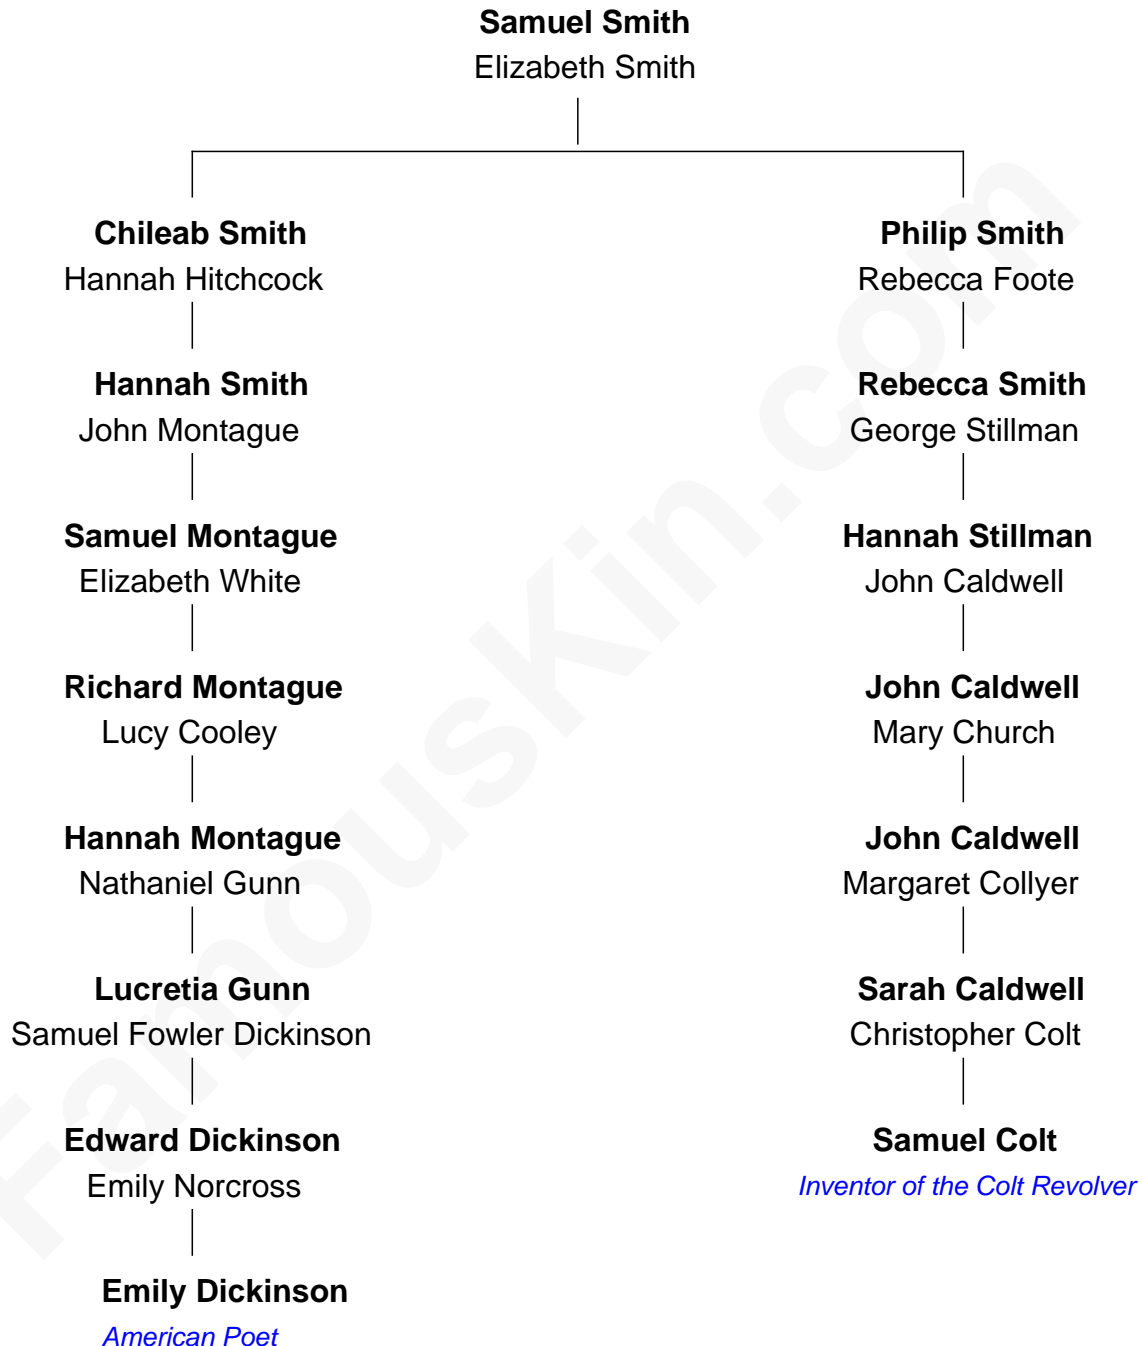 Samuel Smith
Elizabeth Smith
Chileab Smith
Hannah Hitchcock
Philip Smith
Rebecca Foote
Hannah Smith
John Montague
Rebecca Smith
George Stillman
Samuel Montague
Elizabeth White
Hannah Stillman
John Caldwell
Richard Montague
Lucy Cooley
John Caldwell
Mary Church
Hannah Montague
Nathaniel Gunn
John Caldwell
Margaret Collyer
Lucretia Gunn
Samuel Fowler Dickinson
Sarah Caldwell
Christopher Colt
Edward Dickinson
Emily Norcross
Samuel Colt
Inventor of the Colt Revolver
Emily Dickinson
American Poet
FamousKin.com